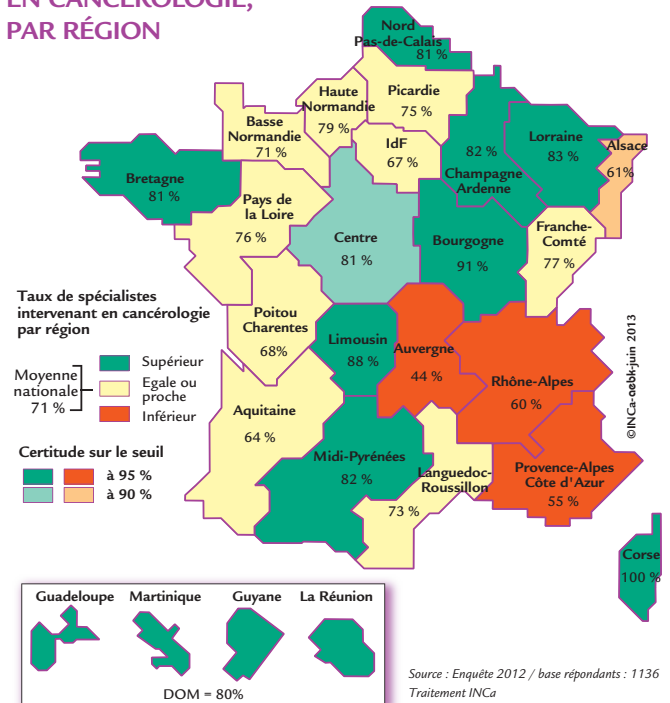 EN CANCÉROLOGIE,
PAR RÉGION
Nord
Pas-de-Calais
81 %
Haute
Normandie
79 %
Picardie
75 %
Basse
Normandie
71 %
IdF
67 %
82 %
Champagne
Ardenne
Lorraine
83 %
Alsace
61%
Bretagne
81 %
Pays de
la Loire
76 %
Centre
81 %
Bourgogne
91 %
Franche-
Comté
77 %
Taux de spécialistes
intervenant en cancérologie
par région
Moyenne
nationale
71 %
Supérieur
Egale ou
proche
Inférieur
Certitude sur le seuil
à 95 %
à 90 %
Poitou
Charentes
68%
Limousin
88 %
Auvergne
44 %
Rhône-Alpes
60 %
Aquitaine
64 %
Midi-Pyrénées
82 %
Languedoc-
Roussillon
73 %
Provence-Alpes
Côte d'Azur
55 %
Corse
100 %
©INCa-juin 2013
Guadeloupe Martinique Guyane La Réunion
DOM = 80%
Source : Enquête 2012 / base répondants : 1136
Traitement INCa